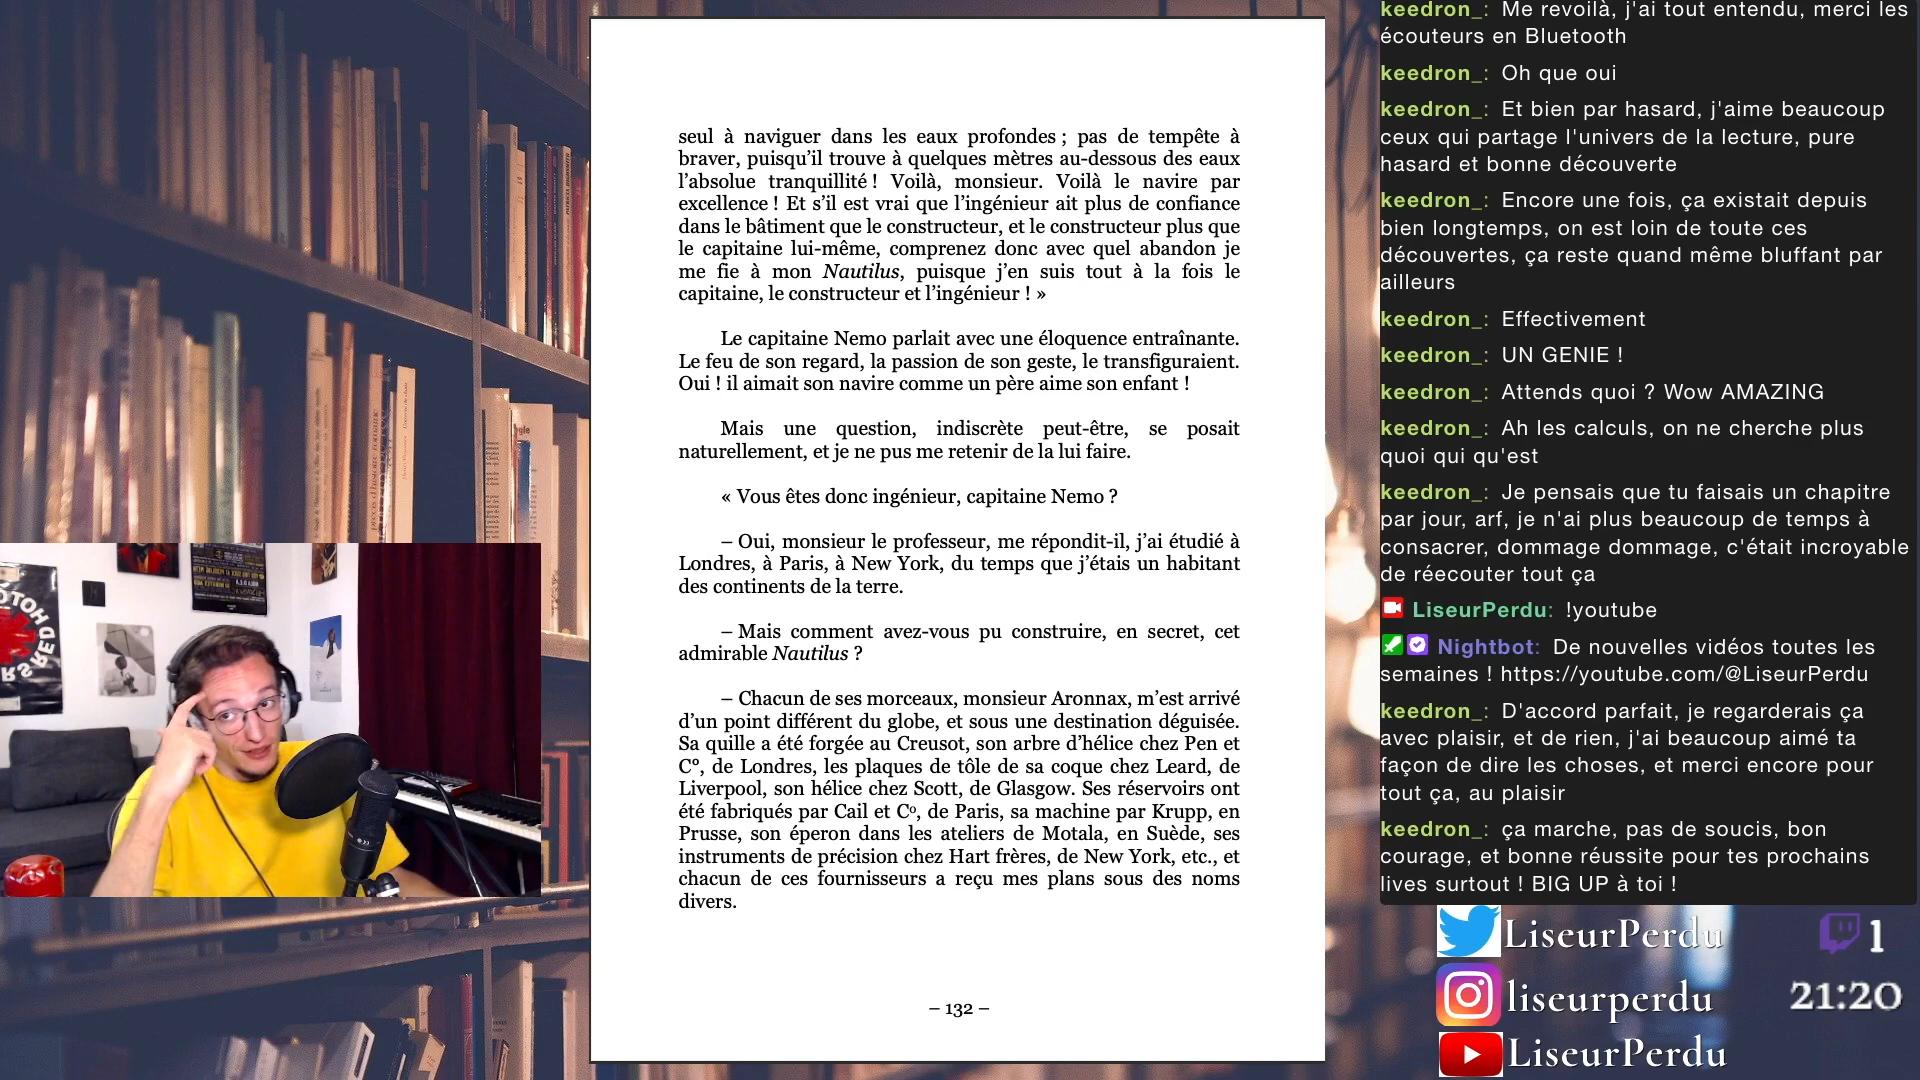 seul à naviguer dans les eaux profondes ; pas de tempête à
braver, puisqu’il trouve à quelques mètres au-dessous des eaux
l’absolue tranquillité ! Voilà, monsieur. Voilà le navire par
excellence ! Et s’il est vrai que l’ingénieur ait plus de confiance
dans le bâtiment que le constructeur, et le constructeur plus que
le capitaine lui-même, comprenez donc avec quel abandon je
me fie à mon Nautilus, puisque j’en suis tout à la fois le
capitaine, le constructeur et l’ingénieur ! »
Le capitaine Nemo parlait avec une éloquence entraînante.
Le feu de son regard, la passion de son geste, le transfiguraient.
Oui ! il aimait son navire comme un père aime son enfant !
Mais une question, indiscrète peut-être, se posait
naturellement, et je ne pus me retenir de la lui faire.
« Vous êtes donc ingénieur, capitaine Nemo ?
– Oui, monsieur le professeur, me répondit-il, j’ai étudié à
Londres, à Paris, à New York, du temps que j’étais un habitant
des continents de la terre.
– Mais comment avez-vous pu construire, en secret, cet
admirable Nautilus ?
– Chacun de ses morceaux, monsieur Aronnax, m’est arrivé
d’un point différent du globe, et sous une destination déguisée.
Sa quille a été forgée au Creusot, son arbre d’hélice chez Pen et
C°, de Londres, les plaques de tôle de sa coque chez Leard, de
Liverpool, son hélice chez Scott, de Glasgow. Ses réservoirs ont
été fabriqués par Cail et Cº, de Paris, sa machine par Krupp, en
Prusse, son éperon dans les ateliers de Motala, en Suède, ses
instruments de précision chez Hart frères, de New York, etc., et
chacun de ces fournisseurs a reçu mes plans sous des noms
divers.
– 132 –
keedron_: Me revoilà, j'ai tout entendu, merci les
écouteurs en Bluetooth
keedron_: Oh que oui
keedron_: Et bien par hasard, j'aime beaucoup
ceux qui partage l'univers de la lecture, pure
hasard et bonne découverte
keedron_: Encore une fois, ça existait depuis
bien longtemps, on est loin de toute ces
découvertes, ça reste quand même bluffant par
ailleurs
keedron_: Effectivement
keedron_: UN GENIE !
keedron_: Attends quoi ? Wow AMAZING
keedron_: Ah les calculs, on ne cherche plus
quoi qui qu'est
keedron_: Je pensais que tu faisais un chapitre
par jour, arf, je n'ai plus beaucoup de temps à
consacrer, dommage dommage, c'était incroyable
de réecouter tout ça
LiseurPerdu: !youtube
Nightbot: De nouvelles vidéos toutes les
semaines ! https://youtube.com/@LiseurPerdu
keedron_: D'accord parfait, je regarderais ça
avec plaisir, et de rien, j'ai beaucoup aimé ta
façon de dire les choses, et merci encore pour
tout ça, au plaisir
keedron_: ça marche, pas de soucis, bon
courage, et bonne réussite pour tes prochains
lives surtout ! BIG UP à toi !
LiseurPerdu
1
liseurperdu
21:20
LiseurPerdu